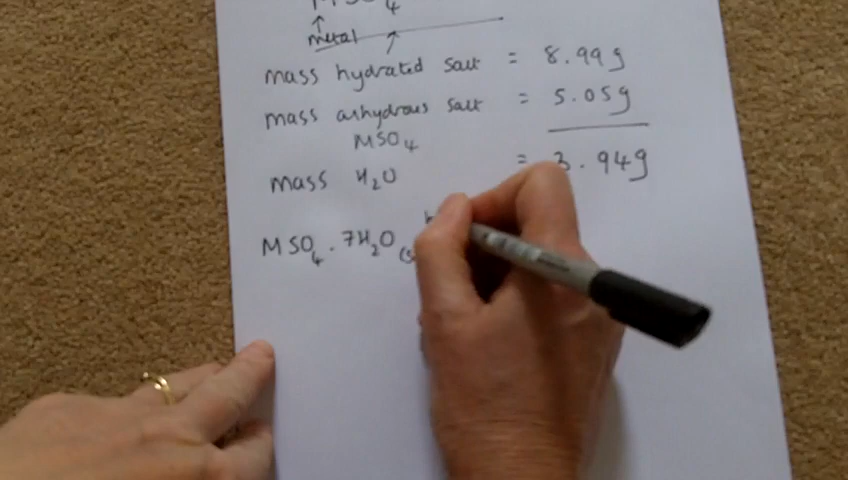 metal
mass hydrated salt = 8.99g
mass anhydrous salt = 5.05g
MSO4
mass H2O = 3.94g
MSO4.7H2O(s